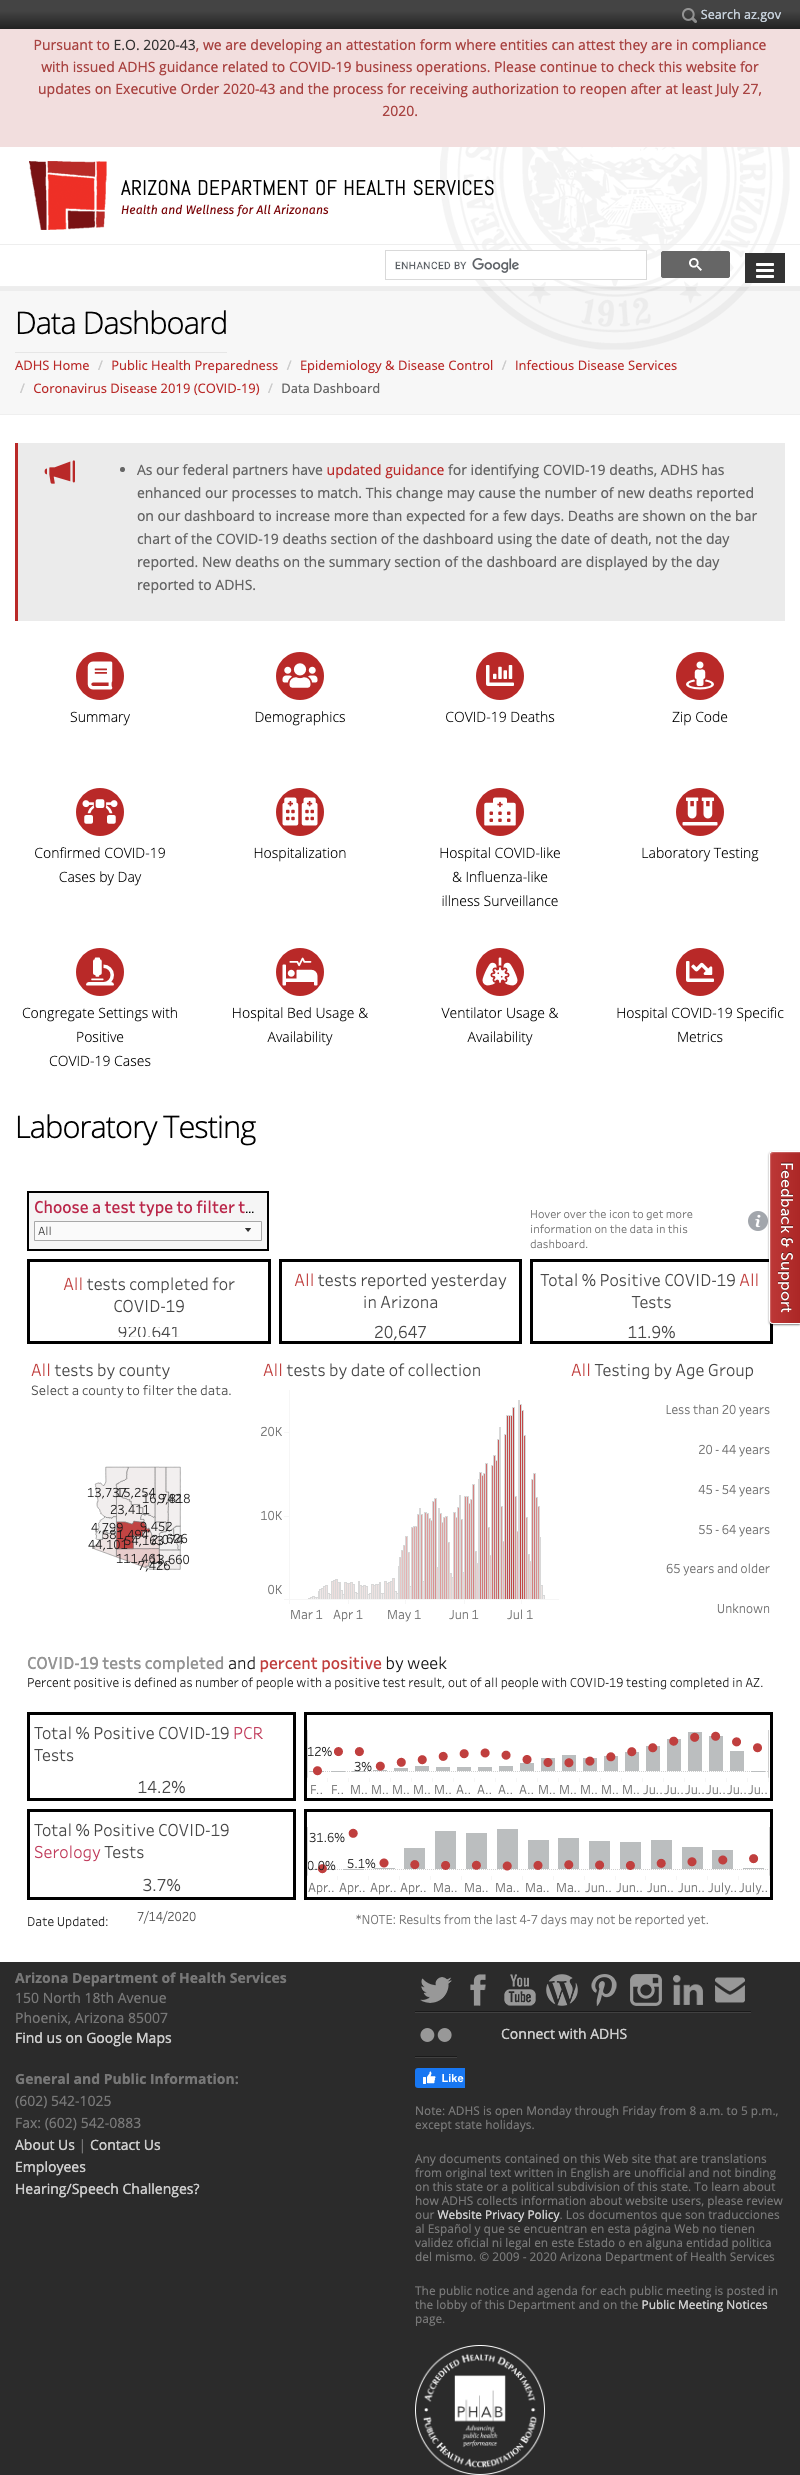 Search az.gov
Pursuant to E.O. 2020-43, we are developing an attestation form where entities can attest they are in compliance
with issued ADHS guidance related to COVID-19 business operations. Please continue to check this website for
updates on Executive Order 2020-43 and the process for receiving authorization to reopen after at least July 27,
2020.
ARIZONA DEPARTMENT OF HEALTH SERVICES
Health and Wellness for All Arizonans
ARIZONA
1912
ENHANCED BY Google
Data Dashboard
ADHS Home / Public Health Preparedness / Epidemiology & Disease Control / Infectious Disease Services
/ Coronavirus Disease 2019 (COVID-19) / Data Dashboard
• As our federal partners have updated guidance for identifying COVID-19 deaths, ADHS has
enhanced our processes to match. This change may cause the number of new deaths reported
on our dashboard to increase more than expected for a few days. Deaths are shown on the bar
chart of the COVID-19 deaths section of the dashboard using the date of death, not the day
reported. New deaths on the summary section of the dashboard are displayed by the day
reported to ADHS.
Summary
Demographics
COVID-19 Deaths
Zip Code
Confirmed COVID-19
Cases by Day
Hospitalization
Hospital COVID-like
& Influenza-like
illness Surveillance
Laboratory Testing
Congregate Settings with
Positive
COVID-19 Cases
Hospital Bed Usage &
Availability
Ventilator Usage &
Availability
Hospital COVID-19 Specific
Metrics
Laboratory Testing
Feedback & Support
Choose a test type to filter t...
All
Hover over the icon to get more
information on the data in this
dashboard.
All tests completed for
COVID-19
920,641
All tests reported yesterday
in Arizona
20,647
Total % Positive COVID-19 All
Tests
11.9%
All tests by county
Select a county to filter the data.
13,737
15,254
23,411
4,799
9,452
44,101
111,461
13,660
7,426
All tests by date of collection
20K
10K
0K
Mar 1 Apr 1 May 1 Jun 1 Jul 1
All Testing by Age Group
Less than 20 years
20 - 44 years
45 - 54 years
55 - 64 years
65 years and older
Unknown
COVID-19 tests completed and percent positive by week
Percent positive is defined as number of people with a positive test result, out of all people with COVID-19 testing completed in AZ.
Total % Positive COVID-19 PCR
Tests
14.2%
12%
3%
F.. F.. M.. M.. M.. M.. M.. A.. A.. A.. A.. M.. M.. M.. M.. M.. Ju.. Ju.. Ju.. Ju.. Ju.. Ju..
Total % Positive COVID-19
Serology Tests
3.7%
31.6%
0.0%
5.1%
Apr.. Apr.. Apr.. Apr.. Ma.. Ma.. Ma.. Ma.. Ma.. Jun.. Jun.. Jun.. Jun.. July.. July..
Date Updated: 7/14/2020
*NOTE: Results from the last 4-7 days may not be reported yet.
Arizona Department of Health Services
150 North 18th Avenue
Phoenix, Arizona 85007
Find us on Google Maps
General and Public Information:
(602) 542-1025
Fax: (602) 542-0883
About Us | Contact Us
Employees
Hearing/Speech Challenges?
You
Tube
Connect with ADHS
Like
Note: ADHS is open Monday through Friday from 8 a.m. to 5 p.m.,
except state holidays.
Any documents contained on this Web site that are translations
from original text written in English are unofficial and not binding
on this state or a political subdivision of this state. To learn about
how ADHS collects information about website users, please review
our Website Privacy Policy. Los documentos que son traducciones
al Español y que se encuentran en esta página Web no tienen
validez oficial ni legal en este Estado o en alguna entidad politica
del mismo. © 2009 - 2020 Arizona Department of Health Services
The public notice and agenda for each public meeting is posted in
the lobby of this Department and on the Public Meeting Notices
page.
ACCREDITED HEALTH DEPARTMENT
PHAB
Advancing
public health
performance
PUBLIC HEALTH ACCREDITATION BOARD